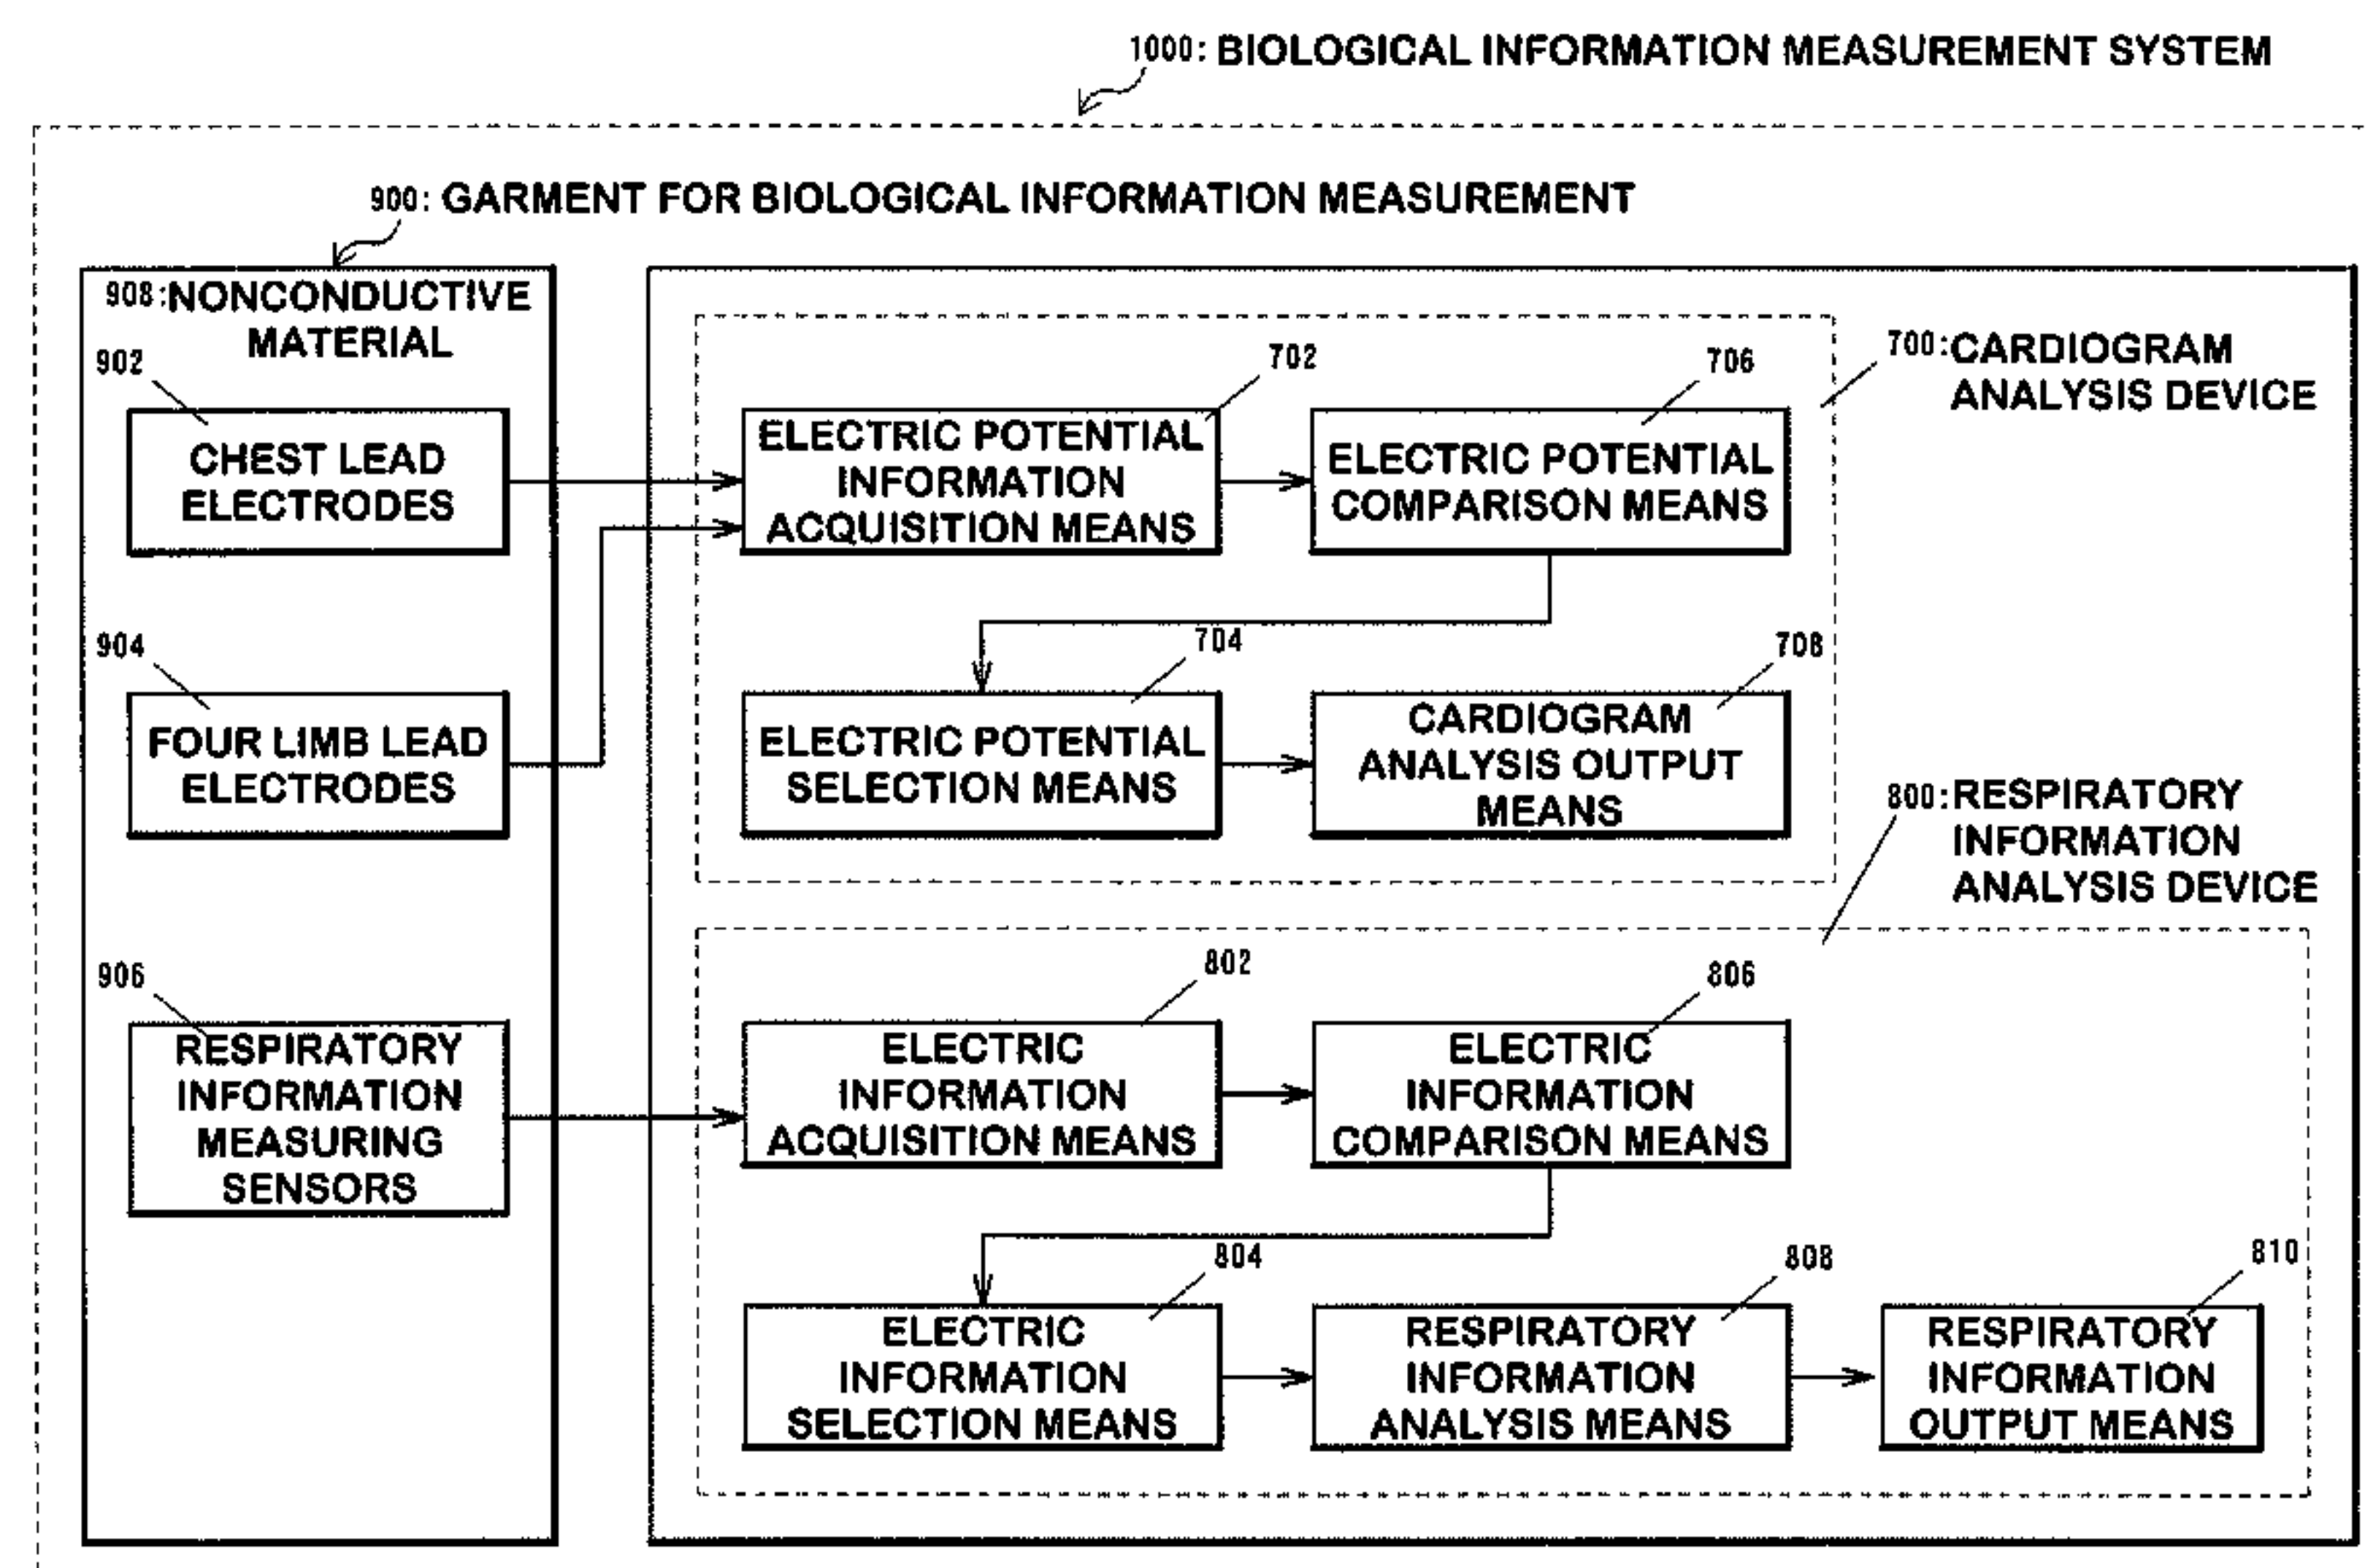 1000: BIOLOGICAL INFORMATION MEASUREMENT SYSTEM
900: GARMENT FOR BIOLOGICAL INFORMATION MEASUREMENT
908:NONCONDUCTIVE
MATERIAL
902
CHEST LEAD
ELECTRODES
904
FOUR LIMB LEAD
ELECTRODES
906
RESPIRATORY
INFORMATION
MEASURING
SENSORS
700:CARDIOGRAM
ANALYSIS DEVICE
702
ELECTRIC POTENTIAL
INFORMATION
ACQUISITION MEANS
706
ELECTRIC POTENTIAL
COMPARISON MEANS
704
ELECTRIC POTENTIAL
SELECTION MEANS
708
CARDIOGRAM
ANALYSIS OUTPUT
MEANS
800:RESPIRATORY
INFORMATION
ANALYSIS DEVICE
802
ELECTRIC
INFORMATION
ACQUISITION MEANS
806
ELECTRIC
INFORMATION
COMPARISON MEANS
804
ELECTRIC
INFORMATION
SELECTION MEANS
808
RESPIRATORY
INFORMATION
ANALYSIS MEANS
810
RESPIRATORY
INFORMATION
OUTPUT MEANS